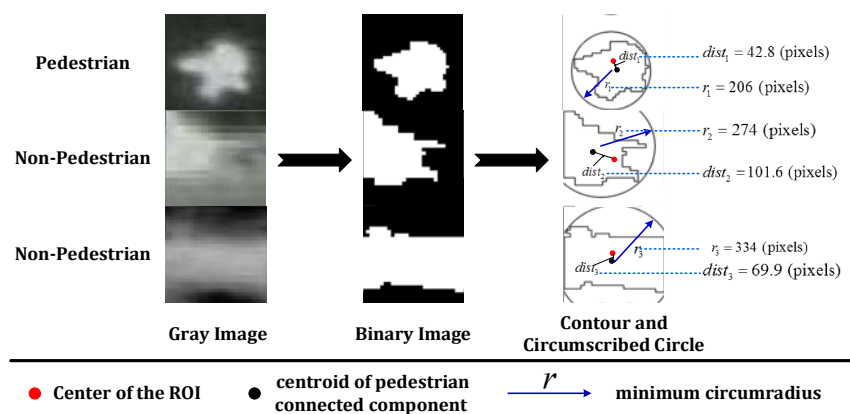 Pedestrian
dist₁
dist₁ = 42.8 (pixels)
r₁
r₁ = 206 (pixels)
Non-Pedestrian
r₂
r₂ = 274 (pixels)
dist₂
dist₂ = 101.6 (pixels)
Non-Pedestrian
r₃
r₃ = 334 (pixels)
dist₃
dist₃ = 69.9 (pixels)
Gray Image
Binary Image
Contour and
Circumscribed Circle
Center of the ROI
centroid of pedestrian
connected component
r
minimum circumradius